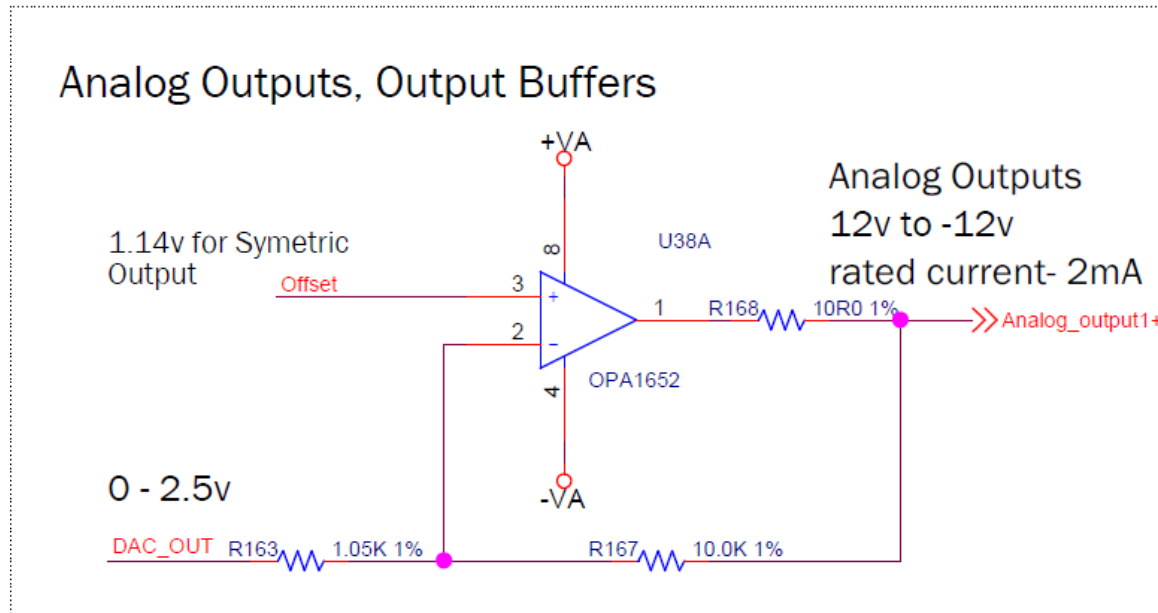 Analog Outputs, Output Buffers
+VA
Analog Outputs
12v to -12v
rated current- 2mA
1.14v for Symetric
Output
U38A
8
Offset
3
+
1
R168
10R0 1%
Analog_output1+
2
-
OPA1652
4
-VA
0 - 2.5v
DAC_OUT
R163
1.05K 1%
R167
10.0K 1%